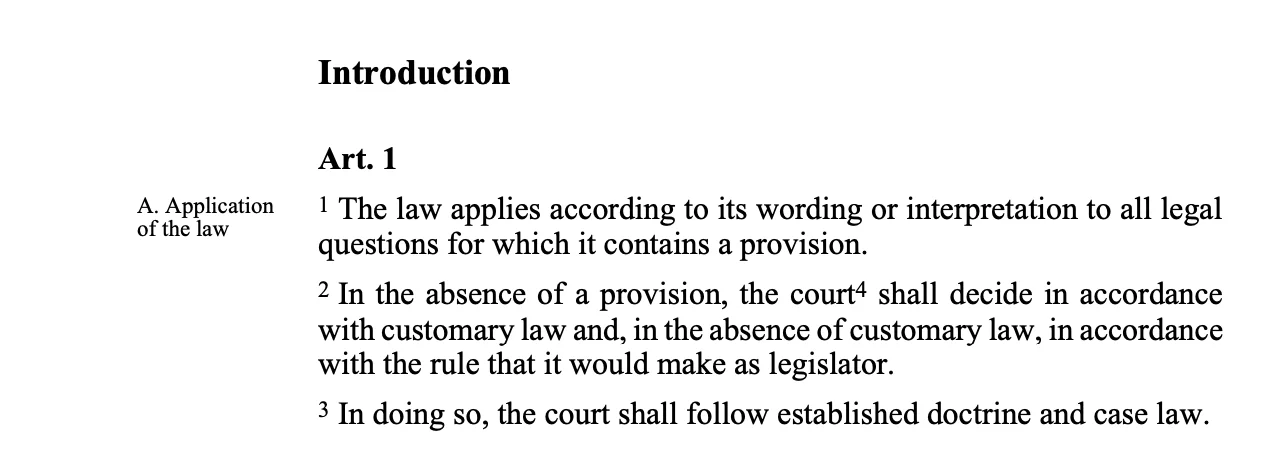 Introduction
Art. 1
A. Application
of the law
1 The law applies according to its wording or interpretation to all legal
questions for which it contains a provision.
2 In the absence of a provision, the court4 shall decide in accordance
with customary law and, in the absence of customary law, in accordance
with the rule that it would make as legislator.
3 In doing so, the court shall follow established doctrine and case law.